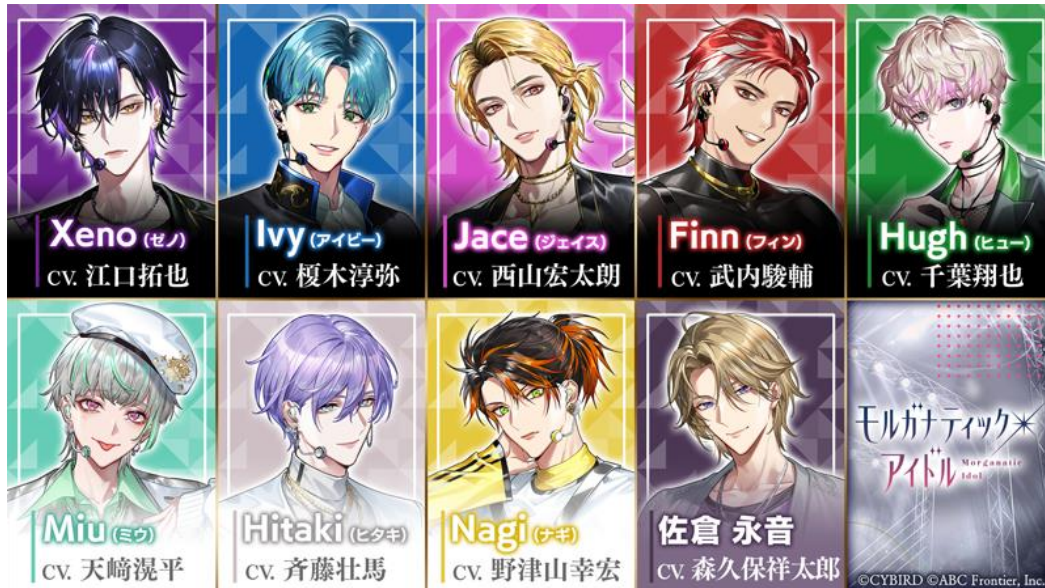 Xeno (ゼノ)
CV. 江口拓也
Ivy (アイビー)
CV. 榎木淳弥
Jace (ジェイス)
CV. 西山宏太朗
Finn (フィン)
CV. 武内駿輔
Hugh (ヒュー)
CV. 千葉翔也
Miu (ミウ)
CV. 天﨑滉平
Hitaki (ヒタキ)
CV. 斉藤壮馬
Nagi (ナギ)
CV. 野津山幸宏
佐倉 永音
CV. 森久保祥太郎
モルガナティック
アイドル Morganatic
Idol
©CYBIRD ©ABC Frontier, Inc